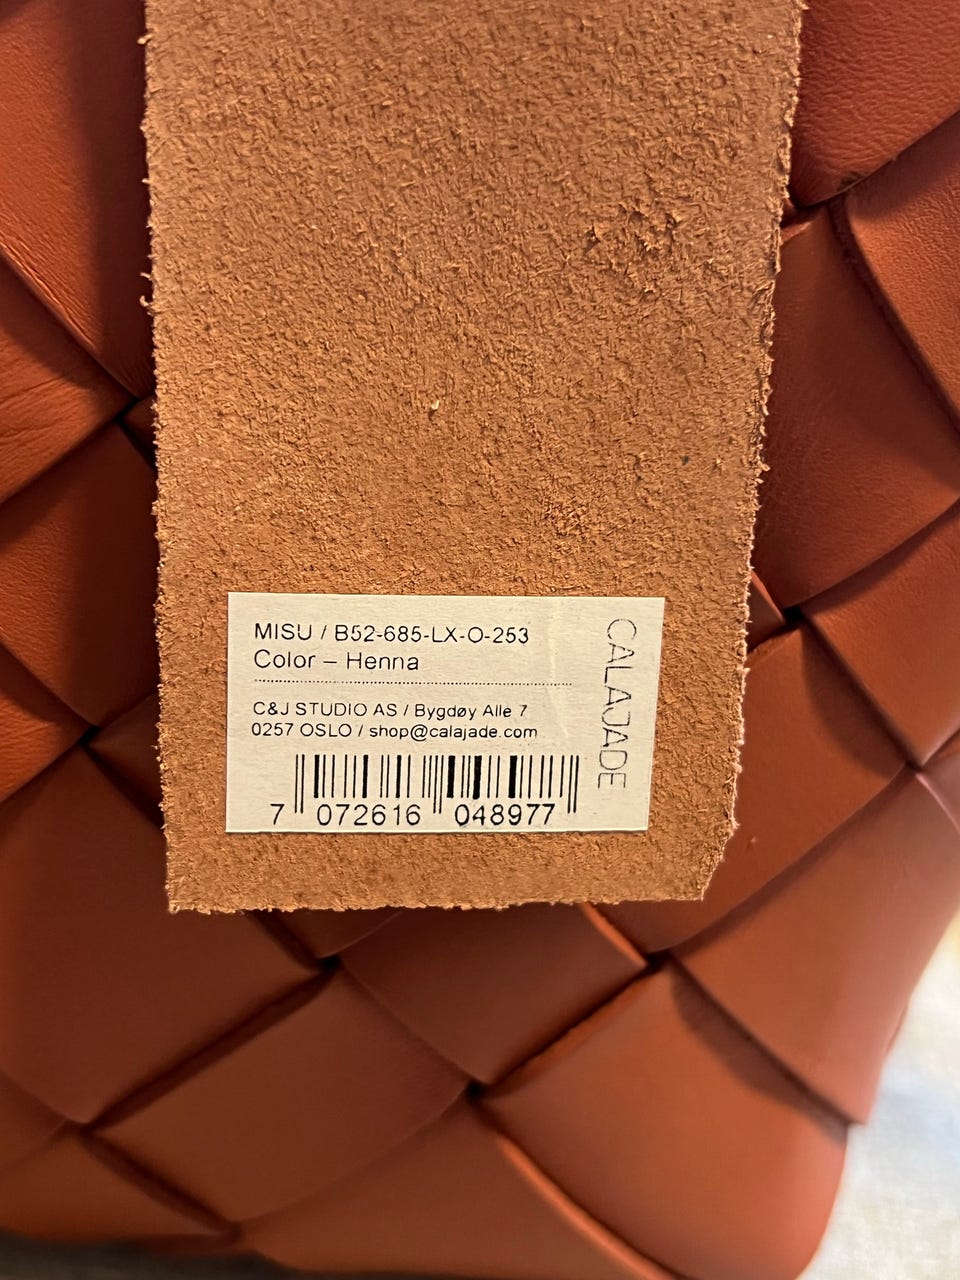 MISU / B52-685-LX-O-253
Color – Henna
C&J STUDIO AS / Bygdøy Alle 7
0257 OSLO / shop@calajade.com
7 072616 048977
CALAJADE